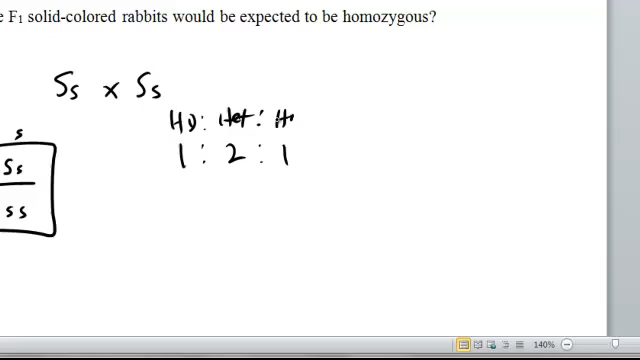 e F₁ solid-colored rabbits would be expected to be homozygous?
Ss x Ss
HD : Het : Ho
s
1 : 2 : 1
Ss
ss
140%